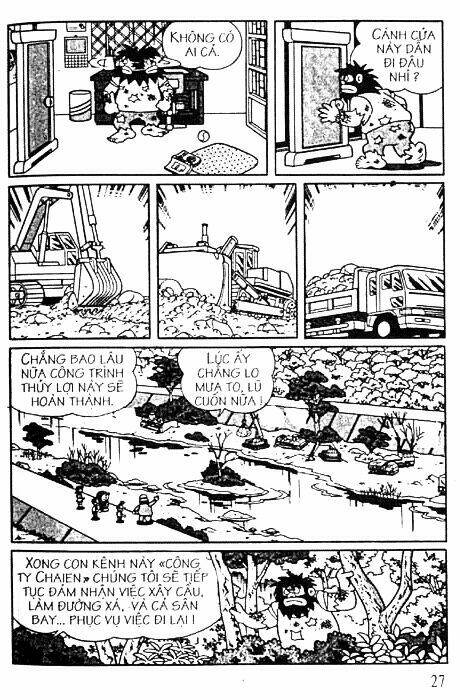 KHÔNG CÓ
AI CẢ.
CÁNH CỬA
NÀY DẪN
ĐI ĐÂU
NHỈ ?
CHẲNG BAO LÂU
NỮA CÔNG TRÌNH
THỦY LỢI NÀY SẼ
HOÀN THÀNH.
LÚC ẤY
CHẲNG LO
MƯA TO, LŨ
CUỐN NỮA !
XONG CON KÊNH NÀY «CÔNG
TY CHAIEN» CHÚNG TÔI SẼ TIẾP
TỤC ĐẢM NHẬN VIỆC XÂY CẦU,
LÀM ĐƯỜNG XÁ, VÀ CẢ SÂN
BAY... PHỤC VỤ VIỆC ĐI LẠI !
27